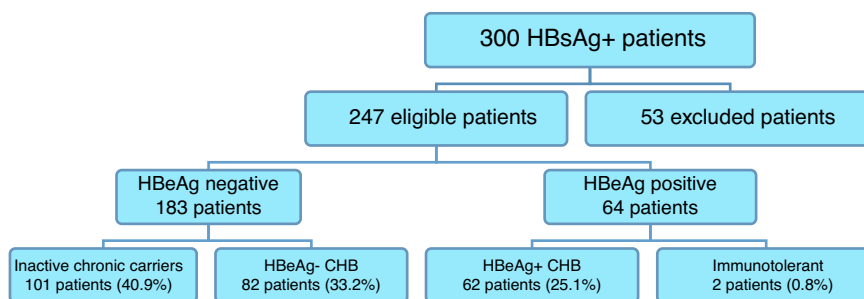 300 HBsAg+ patients
247 eligible patients
53 excluded patients
HBeAg negative
183 patients
HBeAg positive
64 patients
Inactive chronic carriers
101 patients (40.9%)
HBeAg- CHB
82 patients (33.2%)
HBeAg+ CHB
62 patients (25.1%)
Immunotolerant
2 patients (0.8%)